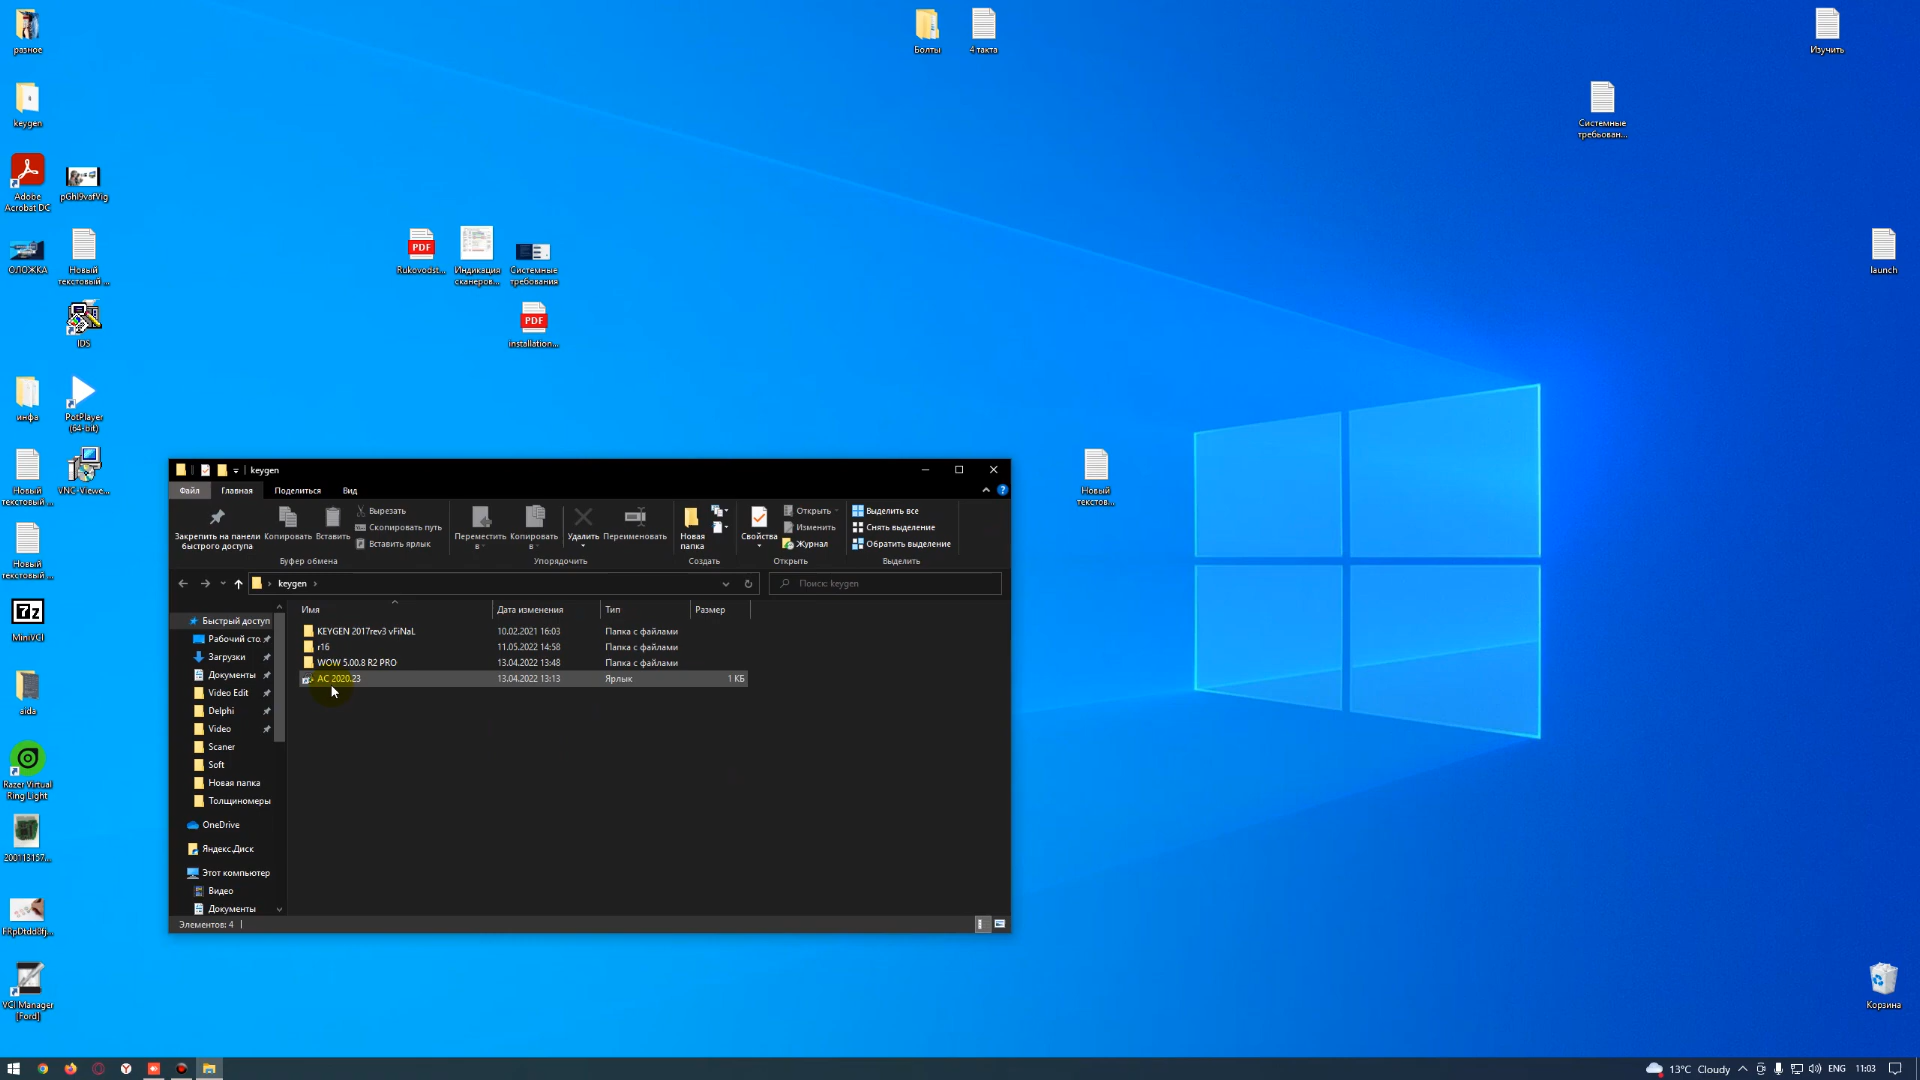 разное
keygen
Adobe
Acrobat DC
pGhl9vafVig
ОЛОЖКА
Новый
текстовый ...
IDS
инфа
PotPlayer
(64-bit)
Новый
текстовый ...
VNC-Viewe...
Новый
текстовый ...
7z
MiniVCI
aida
Razer Virtual
Ring Light
FRpDtdd8fj...
VCI Manager
[Ford]
Болты
4 такта
Изучить
Системные
требован...
launch
PDF
Rukovodst...
Индикация
сканеров...
Системные
требования
PDF
installation...
Новый
текстов...
Корзина
keygen
Файл
Главная
Поделиться
Вид
Закрепить на панели
быстрого доступа
Копировать
Вставить
Вырезать
Скопировать путь
Вставить ярлык
Буфер обмена
Переместить
в
Копировать
в
Удалить
Переименовать
Упорядочить
Новая
папка
Создать
Свойства
Открыть
Изменить
Журнал
Открыть
Выделить все
Снять выделение
Обратить выделение
Выделить
keygen
Поиск: keygen
Имя
Дата изменения
Тип
Размер
KEYGEN 2017rev3 vFiNaL 10.02.2021 16:03 Папка с файлами
r16 11.05.2022 14:58 Папка с файлами
WOW 5.00.8 R2 PRO 13.04.2022 13:48 Папка с файлами
AC 2020.23 13.04.2022 13:13 Ярлык 1 КБ
Быстрый доступ
Рабочий сто
Загрузки
Документы
Video Edit
Delphi
Video
Scaner
Soft
Новая папка
Толщиномеры
OneDrive
Яндекс.Диск
Этот компьютер
Видео
Документы
Элементов: 4
13°C Cloudy
ENG
11:03